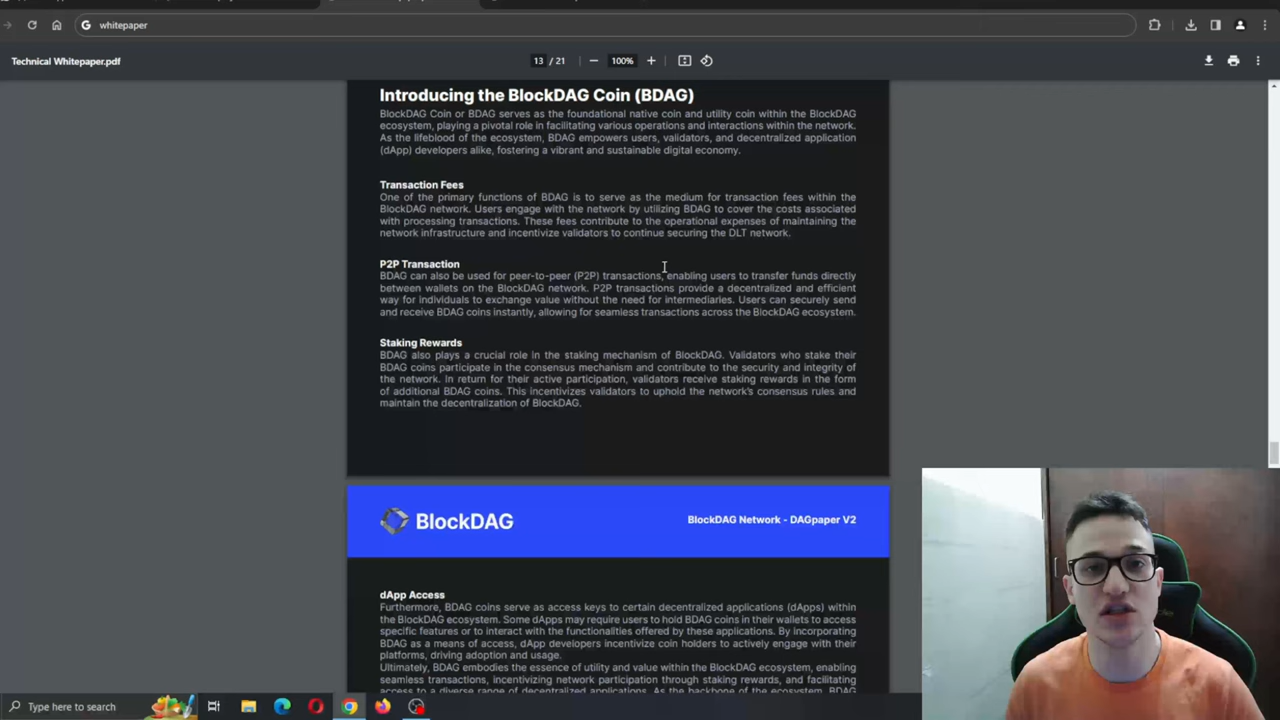 whitepaper
Technical Whitepaper.pdf
13 / 21
100%
Introducing the BlockDAG Coin (BDAG)
BlockDAG Coin or BDAG serves as the foundational native coin and utility coin within the BlockDAG
ecosystem, playing a pivotal role in facilitating various operations and interactions within the network.
As the lifeblood of the ecosystem, BDAG empowers users, validators, and decentralized application
(dApp) developers alike, fostering a vibrant and sustainable digital economy.
Transaction Fees
One of the primary functions of BDAG is to serve as the medium for transaction fees within the
BlockDAG network. Users engage with the network by utilizing BDAG to cover the costs associated
with processing transactions. These fees contribute to the operational expenses of maintaining the
network infrastructure and incentivize validators to continue securing the DLT network.
P2P Transaction
BDAG can also be used for peer-to-peer (P2P) transactions, enabling users to transfer funds directly
between wallets on the BlockDAG network. P2P transactions provide a decentralized and efficient
way for individuals to exchange value without the need for intermediaries. Users can securely send
and receive BDAG coins instantly, allowing for seamless transactions across the BlockDAG ecosystem.
Staking Rewards
BDAG also plays a crucial role in the staking mechanism of BlockDAG. Validators who stake their
BDAG coins participate in the consensus mechanism and contribute to the security and integrity of
the network. In return for their active participation, validators receive staking rewards in the form
of additional BDAG coins. This incentivizes validators to uphold the network's consensus rules and
maintain the decentralization of BlockDAG.
BlockDAG
BlockDAG Network - DAGpaper V2
dApp Access
Furthermore, BDAG coins serve as access keys to certain decentralized applications (dApps) within
the BlockDAG ecosystem. Some dApps may require users to hold BDAG coins in their wallets to access
specific features or to interact with the functionalities offered by these applications. By incorporating
BDAG as a means of access, dApp developers incentivize coin holders to actively engage with their
platforms, driving adoption and usage.
Ultimately, BDAG embodies the essence of utility and value within the BlockDAG ecosystem, enabling
seamless transactions, incentivizing network participation through staking rewards, and facilitating
access to a diverse range of decentralized applications. As the backbone of the ecosystem, BDAG
Type here to search